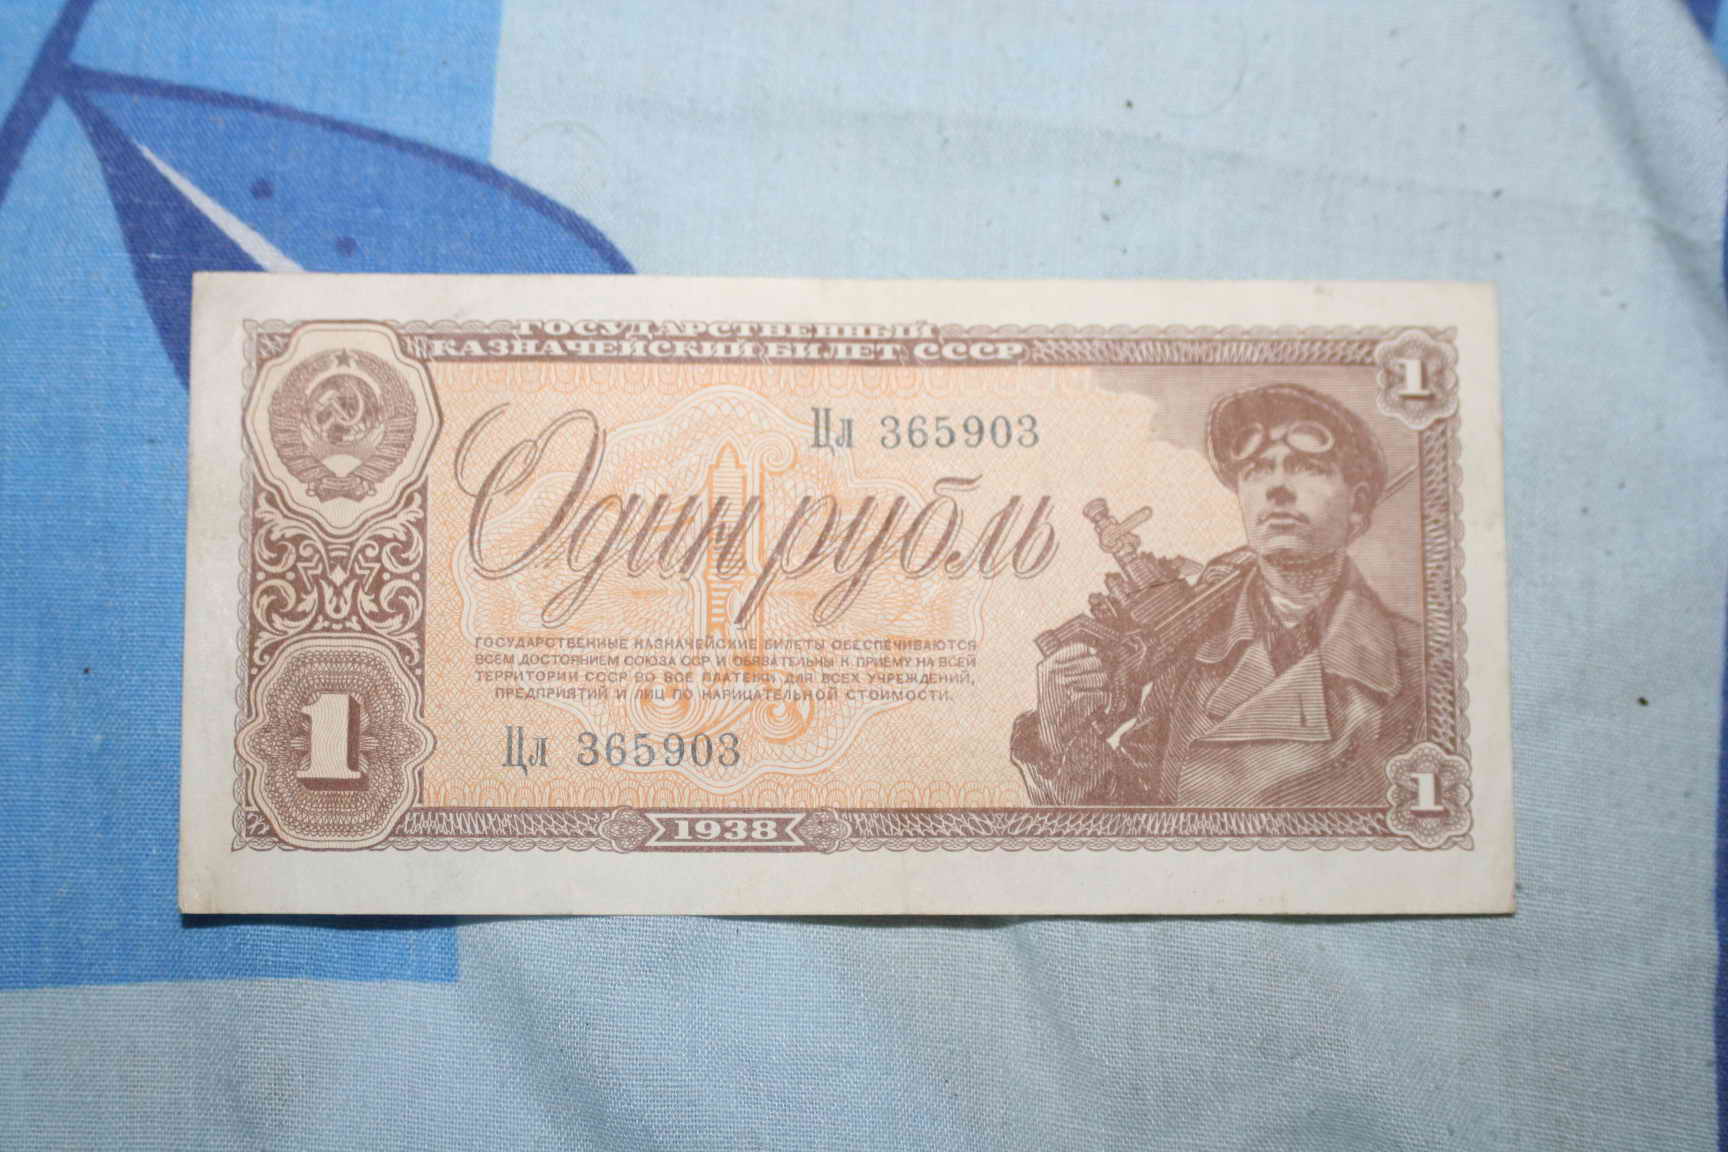 ГОСУДАРСТВЕННЫЙ
КАЗНАЧЕЙСКИЙ БИЛЕТ СССР
1
Цл 365903
Один рубль
ГОСУДАРСТВЕННЫЕ КАЗНАЧЕЙСКИЕ БИЛЕТЫ ОБЕСПЕЧИВАЮТСЯ
ВСЕМ ДОСТОЯНИЕМ СОЮЗА ССР И ОБЯЗАТЕЛЬНЫ К ПРИЕМУ НА ВСЕЙ
ТЕРРИТОРИИ СССР ВО ВСЕ ПЛАТЕЖИ ДЛЯ ВСЕХ УЧРЕЖДЕНИЙ,
ПРЕДПРИЯТИЙ И ЛИЦ ПО НАРИЦАТЕЛЬНОЙ СТОИМОСТИ.
1
Цл 365903
1
1938